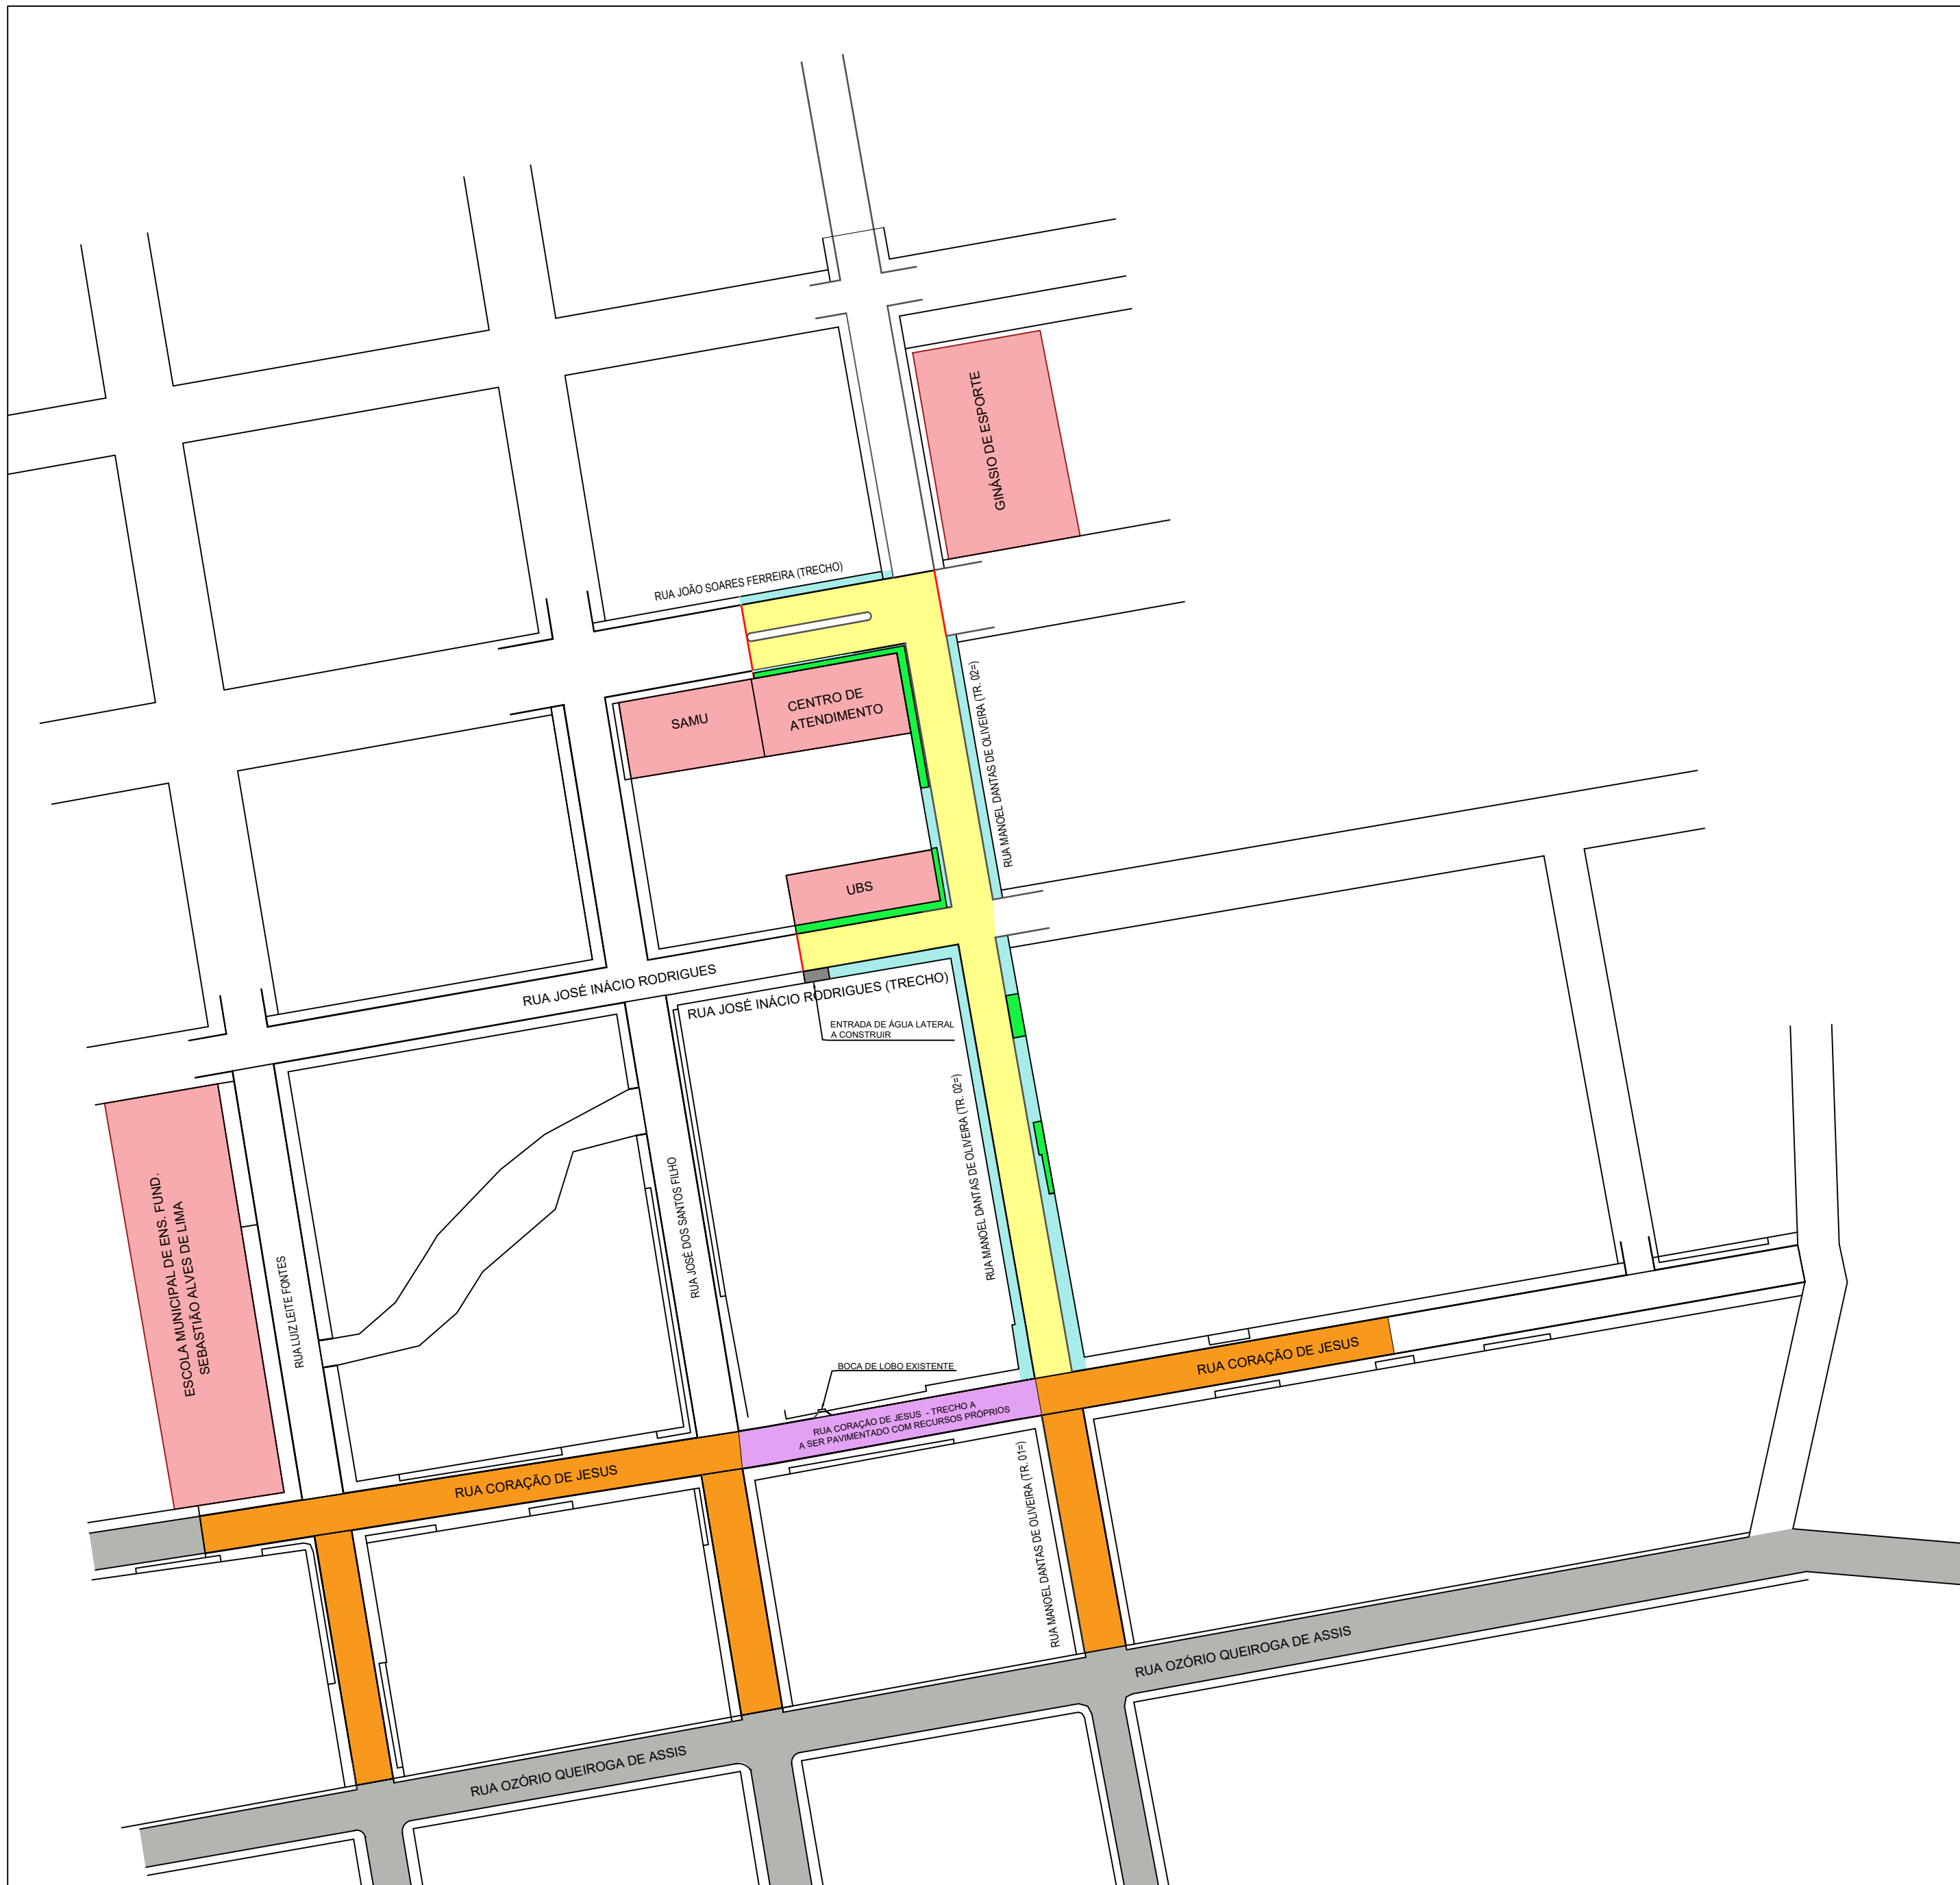 GINÁSIO DE ESPORTE
RUA JOÃO SOARES FERREIRA (TRECHO)
SAMU
CENTRO DE
ATENDIMENTO
RUA MANOEL DANTAS DE OLIVEIRA (TR. 02=)
UBS
RUA JOSÉ INÁCIO RODRIGUES
RUA JOSÉ INÁCIO RODRIGUES (TRECHO)
ENTRADA DE ÁGUA LATERAL
A CONSTRUIR
RUA MANOEL DANTAS DE OLIVEIRA (TR. 02=)
ESCOLA MUNICIPAL DE ENS. FUND.
SEBASTIÃO ALVES DE LIMA
RUA LUIZ LEITE FONTES
RUA JOSÉ DOS SANTOS FILHO
BOCA DE LOBO EXISTENTE
RUA CORAÇÃO DE JESUS
RUA CORAÇÃO DE JESUS - TRECHO A
A SER PAVIMENTADO COM RECURSOS PRÓPRIOS
RUA CORAÇÃO DE JESUS
RUA MANOEL DANTAS DE OLIVEIRA (TR. 01=)
RUA OZÓRIO QUEIROGA DE ASSIS
RUA OZÓRIO QUEIROGA DE ASSIS